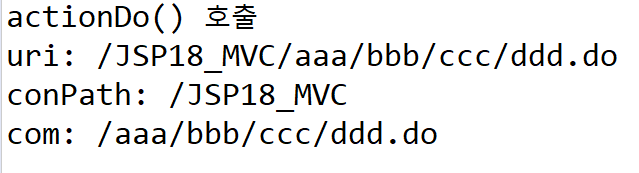 actionDo() 호출
uri: /JSP18_MVC/aaa/bbb/ccc/ddd.do
conPath: /JSP18_MVC
com: /aaa/bbb/ccc/ddd.do